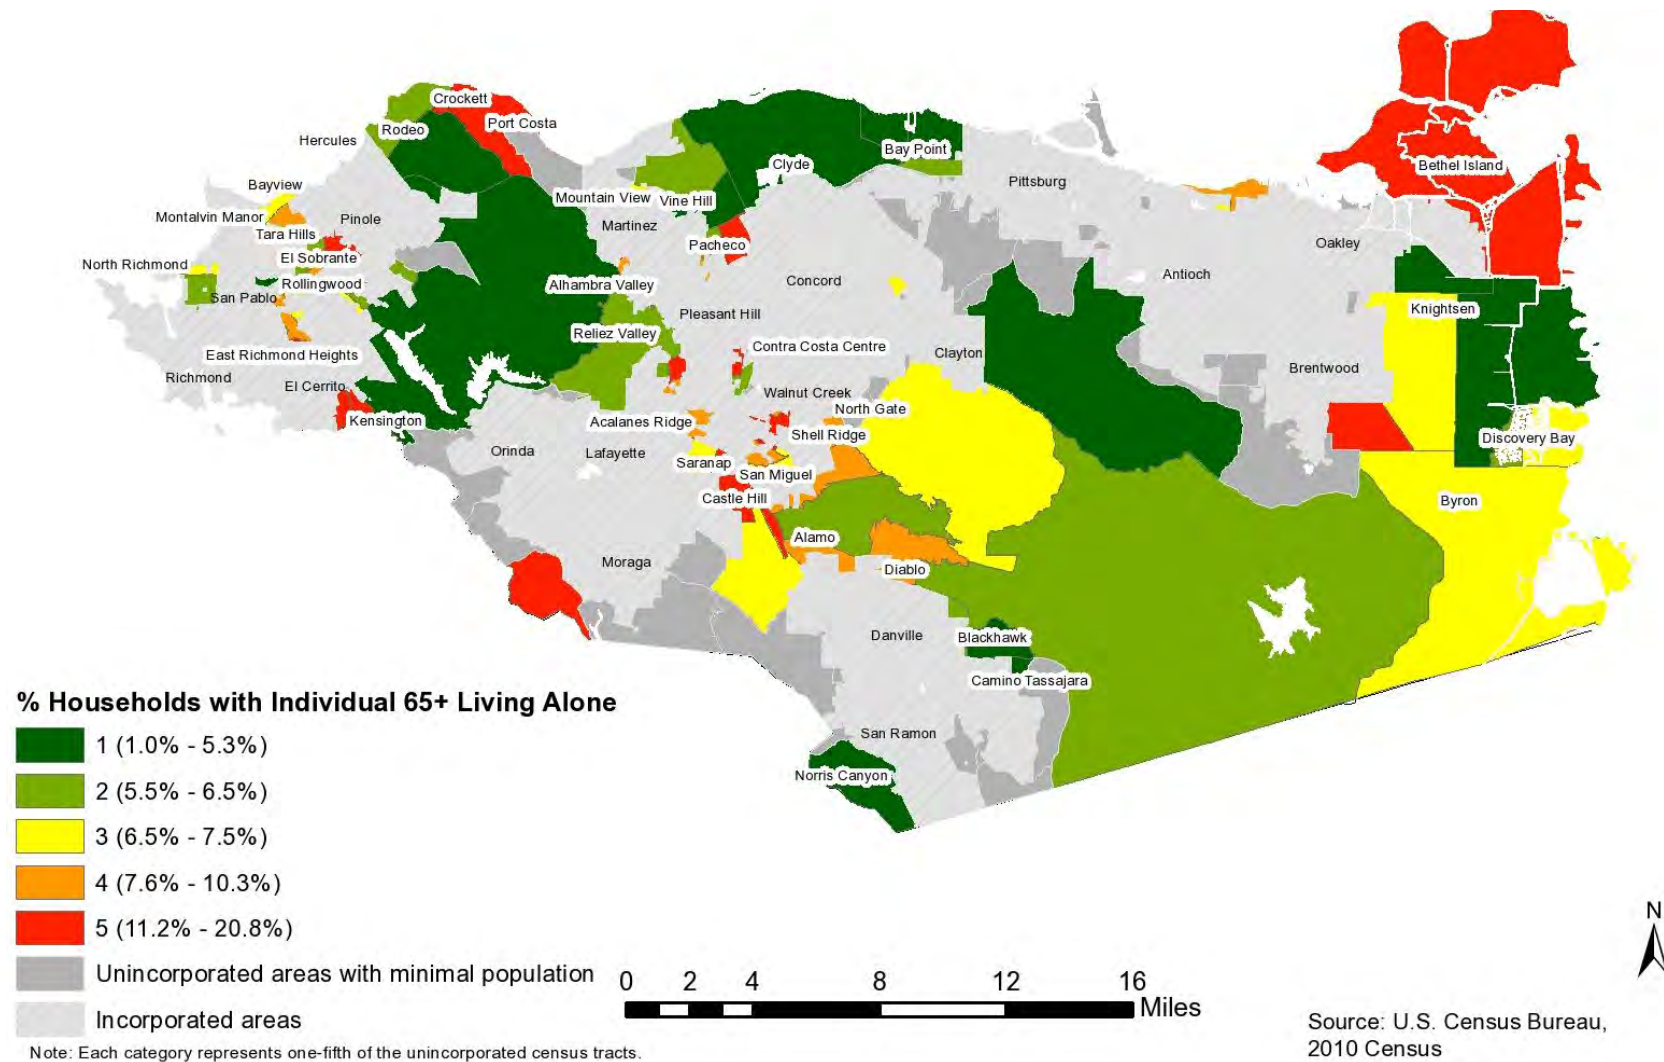 Crockett
Port Costa
Rodeo
Hercules
Bay Point
Clyde
Bethel Island
Pittsburg
Bayview
Mountain View
Vine Hill
Montalvin Manor
Pinole
Martinez
Tara Hills
Pacheco
Oakley
El Sobrante
North Richmond
Antioch
Rollingwood
Alhambra Valley
Concord
San Pablo
Knightsen
Pleasant Hill
Reliez Valley
Contra Costa Centre
East Richmond Heights
Clayton
Brentwood
Richmond
El Cerrito
Walnut Creek
North Gate
Kensington
Acalanes Ridge
Shell Ridge
Discovery Bay
Orinda
Lafayette
Saranap
San Miguel
Castle Hill
Byron
Alamo
Moraga
Diablo
Danville
Blackhawk
Camino Tassajara
San Ramon
Norris Canyon
% Households with Individual 65+ Living Alone
1 (1.0% - 5.3%)
2 (5.5% - 6.5%)
3 (6.5% - 7.5%)
4 (7.6% - 10.3%)
5 (11.2% - 20.8%)
Unincorporated areas with minimal population
Incorporated areas
Note: Each category represents one-fifth of the unincorporated census tracts.
0 2 4 8 12 16
Miles
N
Source: U.S. Census Bureau,
2010 Census